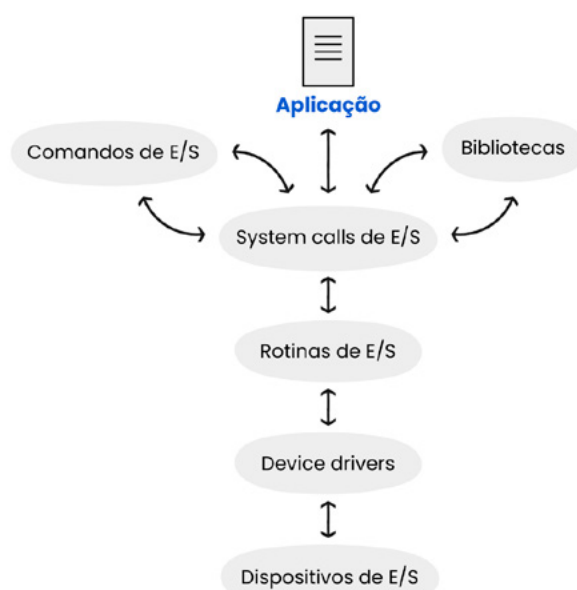 Aplicação
Comandos de E/S
Bibliotecas
System calls de E/S
Rotinas de E/S
Device drivers
Dispositivos de E/S